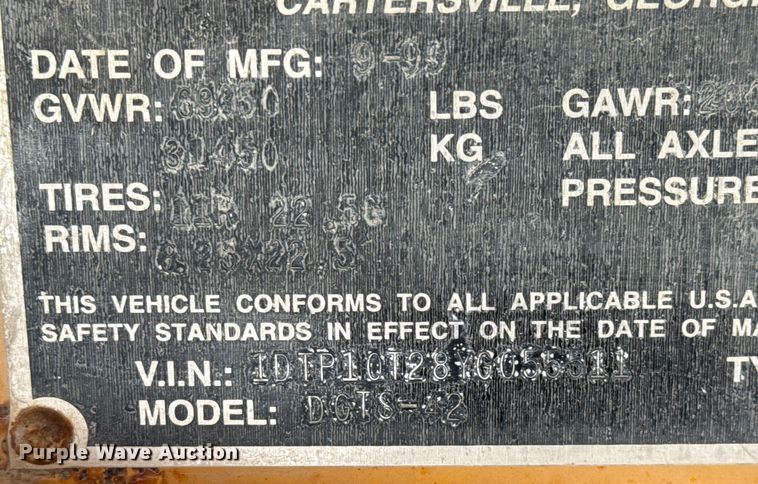 CARTERSVILLE, GEORGI
DATE OF MFG: 9-99
GVWR: LBS GAWR:
KG ALL AXLE
TIRES: 11R 22.5G PRESSURE
RIMS: 8.25X22.5
THIS VEHICLE CONFORMS TO ALL APPLICABLE U.S.A
SAFETY STANDARDS IN EFFECT ON THE DATE OF MA
V.I.N.: TY
MODEL:
Purple Wave Auction